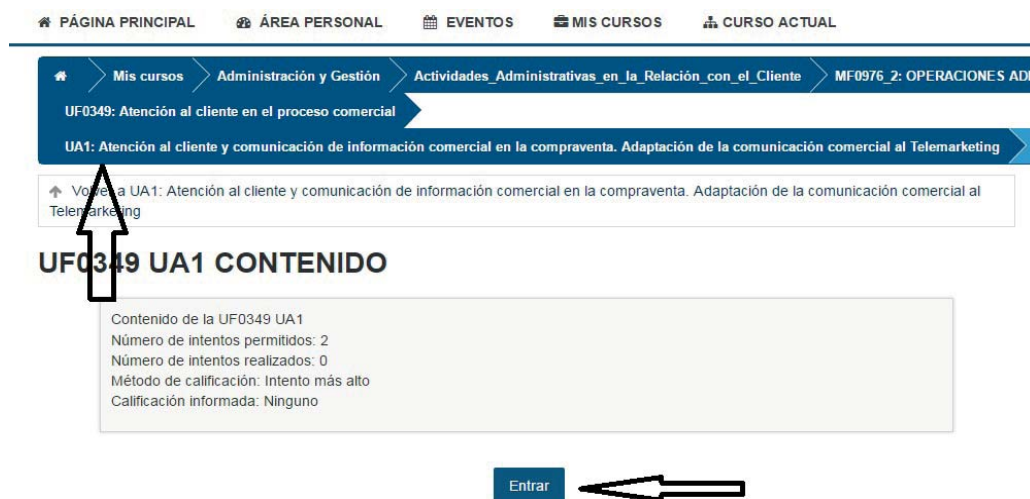 PÁGINA PRINCIPAL ÁREA PERSONAL EVENTOS MIS CURSOS CURSO ACTUAL
Mis cursos Administración y Gestión Actividades_Administrativas_en_la_Relación_con_el_Cliente MF0976_2: OPERACIONES AD
UF0349: Atención al cliente en el proceso comercial
UA1: Atención al cliente y comunicación de información comercial en la compraventa. Adaptación de la comunicación comercial al Telemarketing
Volver a UA1: Atención al cliente y comunicación de información comercial en la compraventa. Adaptación de la comunicación comercial al
Telemarketing
UF0349 UA1 CONTENIDO
Contenido de la UF0349 UA1
Número de intentos permitidos: 2
Número de intentos realizados: 0
Método de calificación: Intento más alto
Calificación informada: Ninguno
Entrar